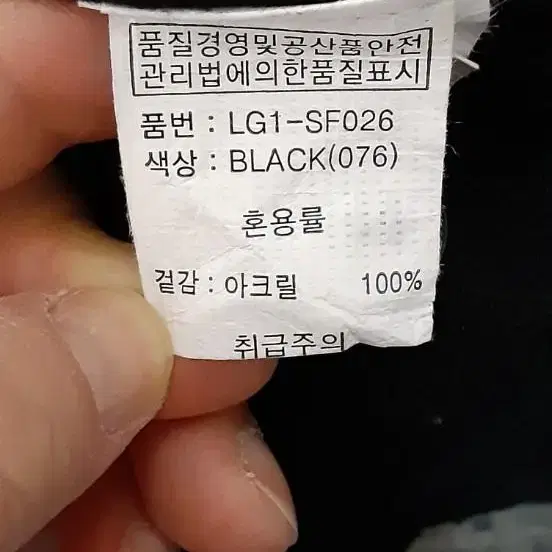 품질경영및공산품안전
관리법에의한품질표시
품번 : LG1-SF026
색상 : BLACK(076)
혼용률
겉감 : 아크릴 100%
취급주의